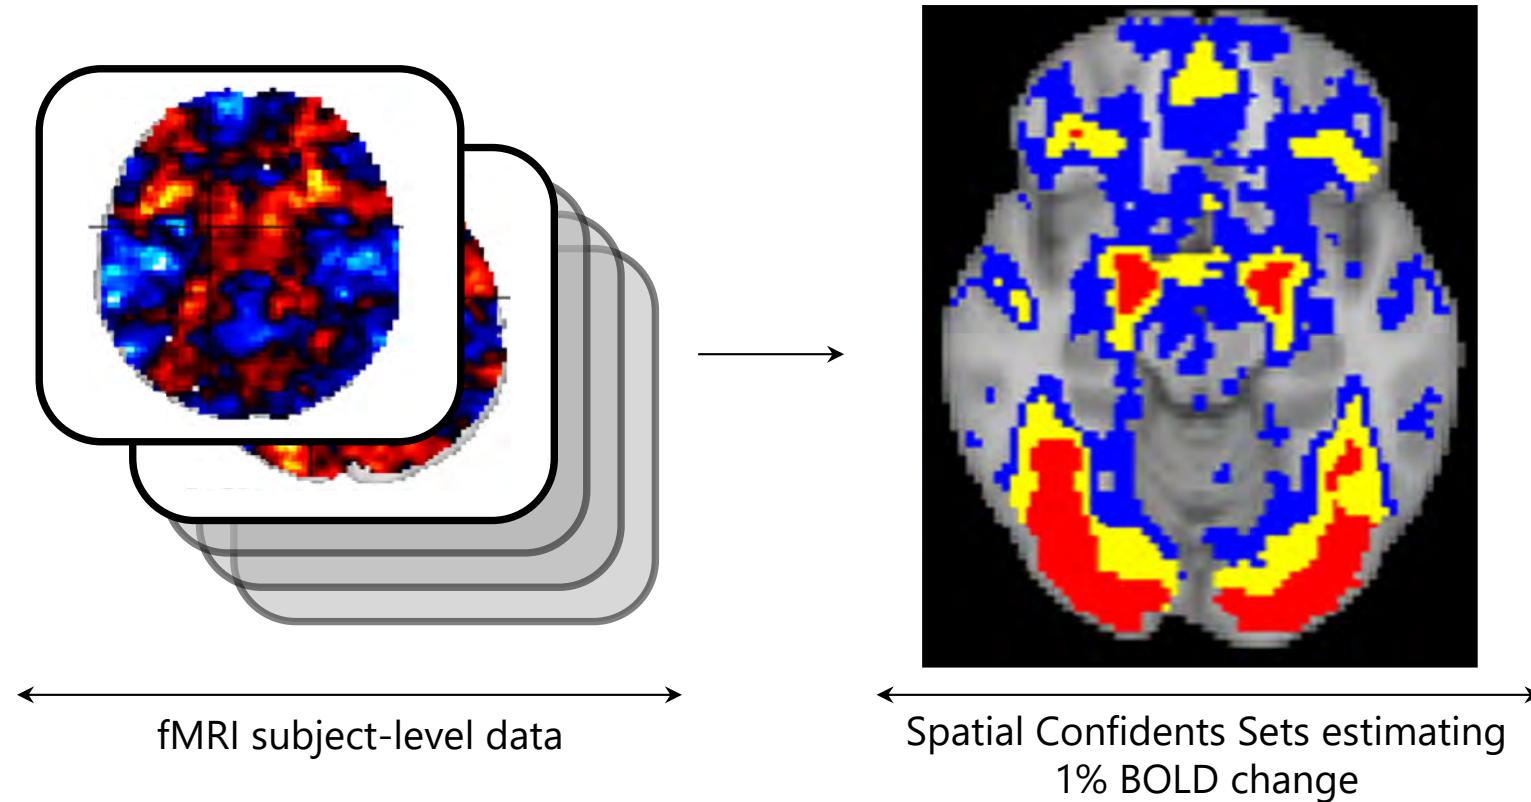 fMRI subject-level data
Spatial Confidents Sets estimating
1% BOLD change